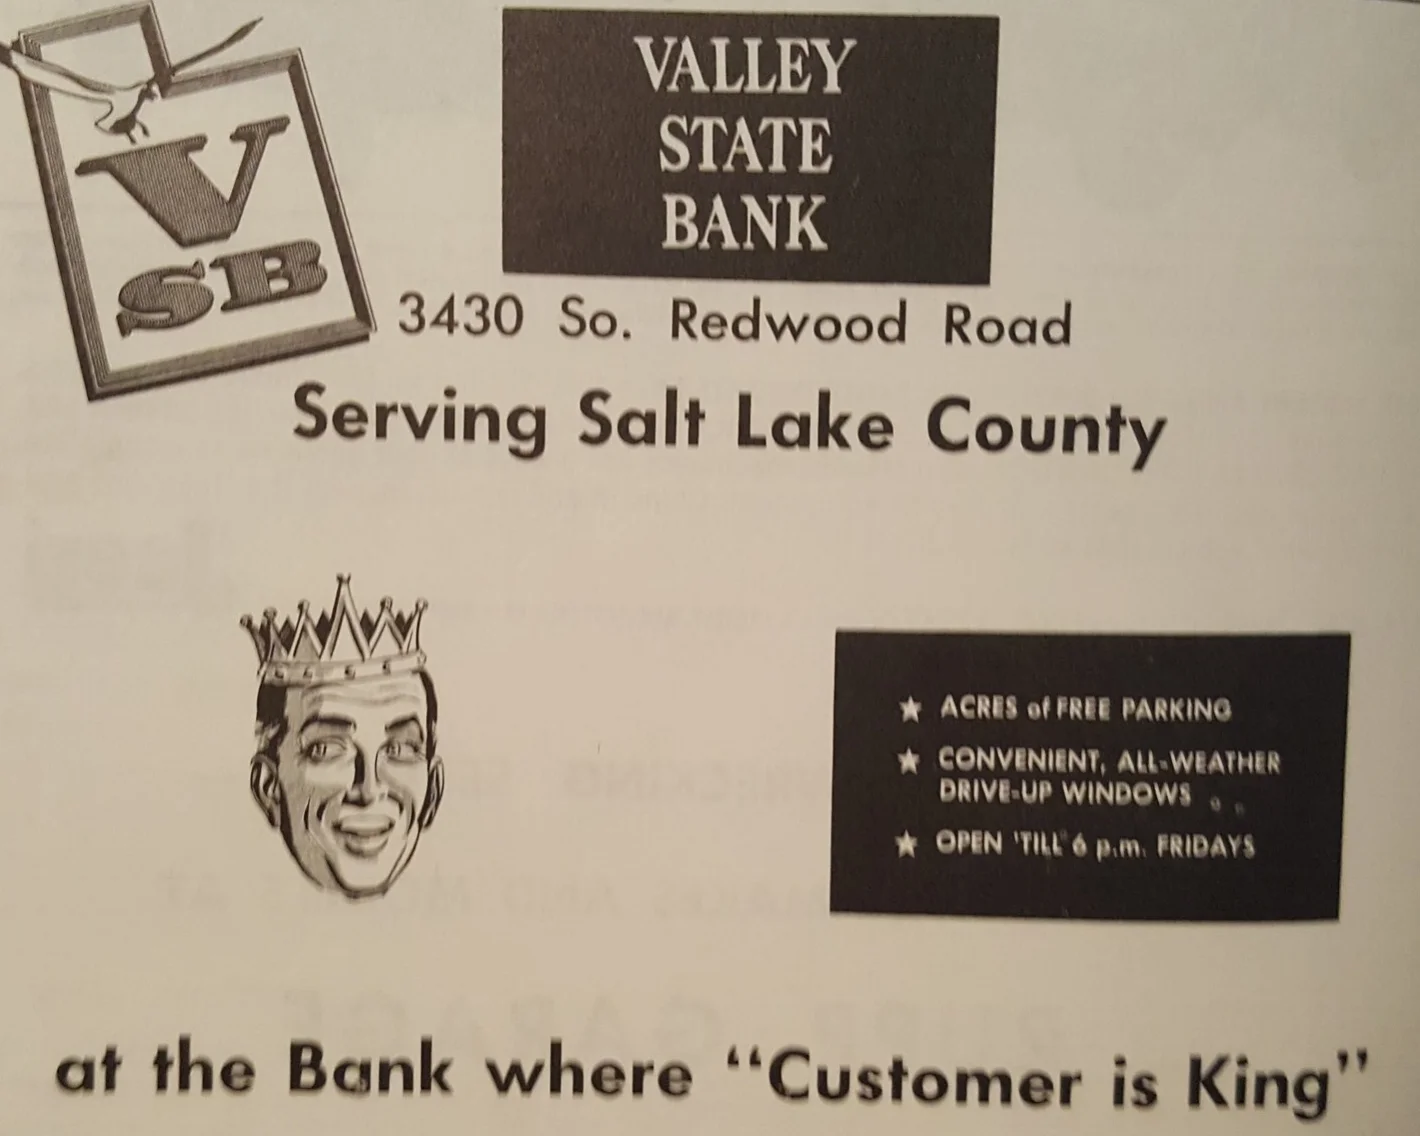 V
SB
VALLEY
STATE
BANK
3430 So. Redwood Road
Serving Salt Lake County
★ ACRES of FREE PARKING
★ CONVENIENT, ALL-WEATHER
DRIVE-UP WINDOWS
★ OPEN 'TILL 6 p.m. FRIDAYS
at the Bank where "Customer is King"